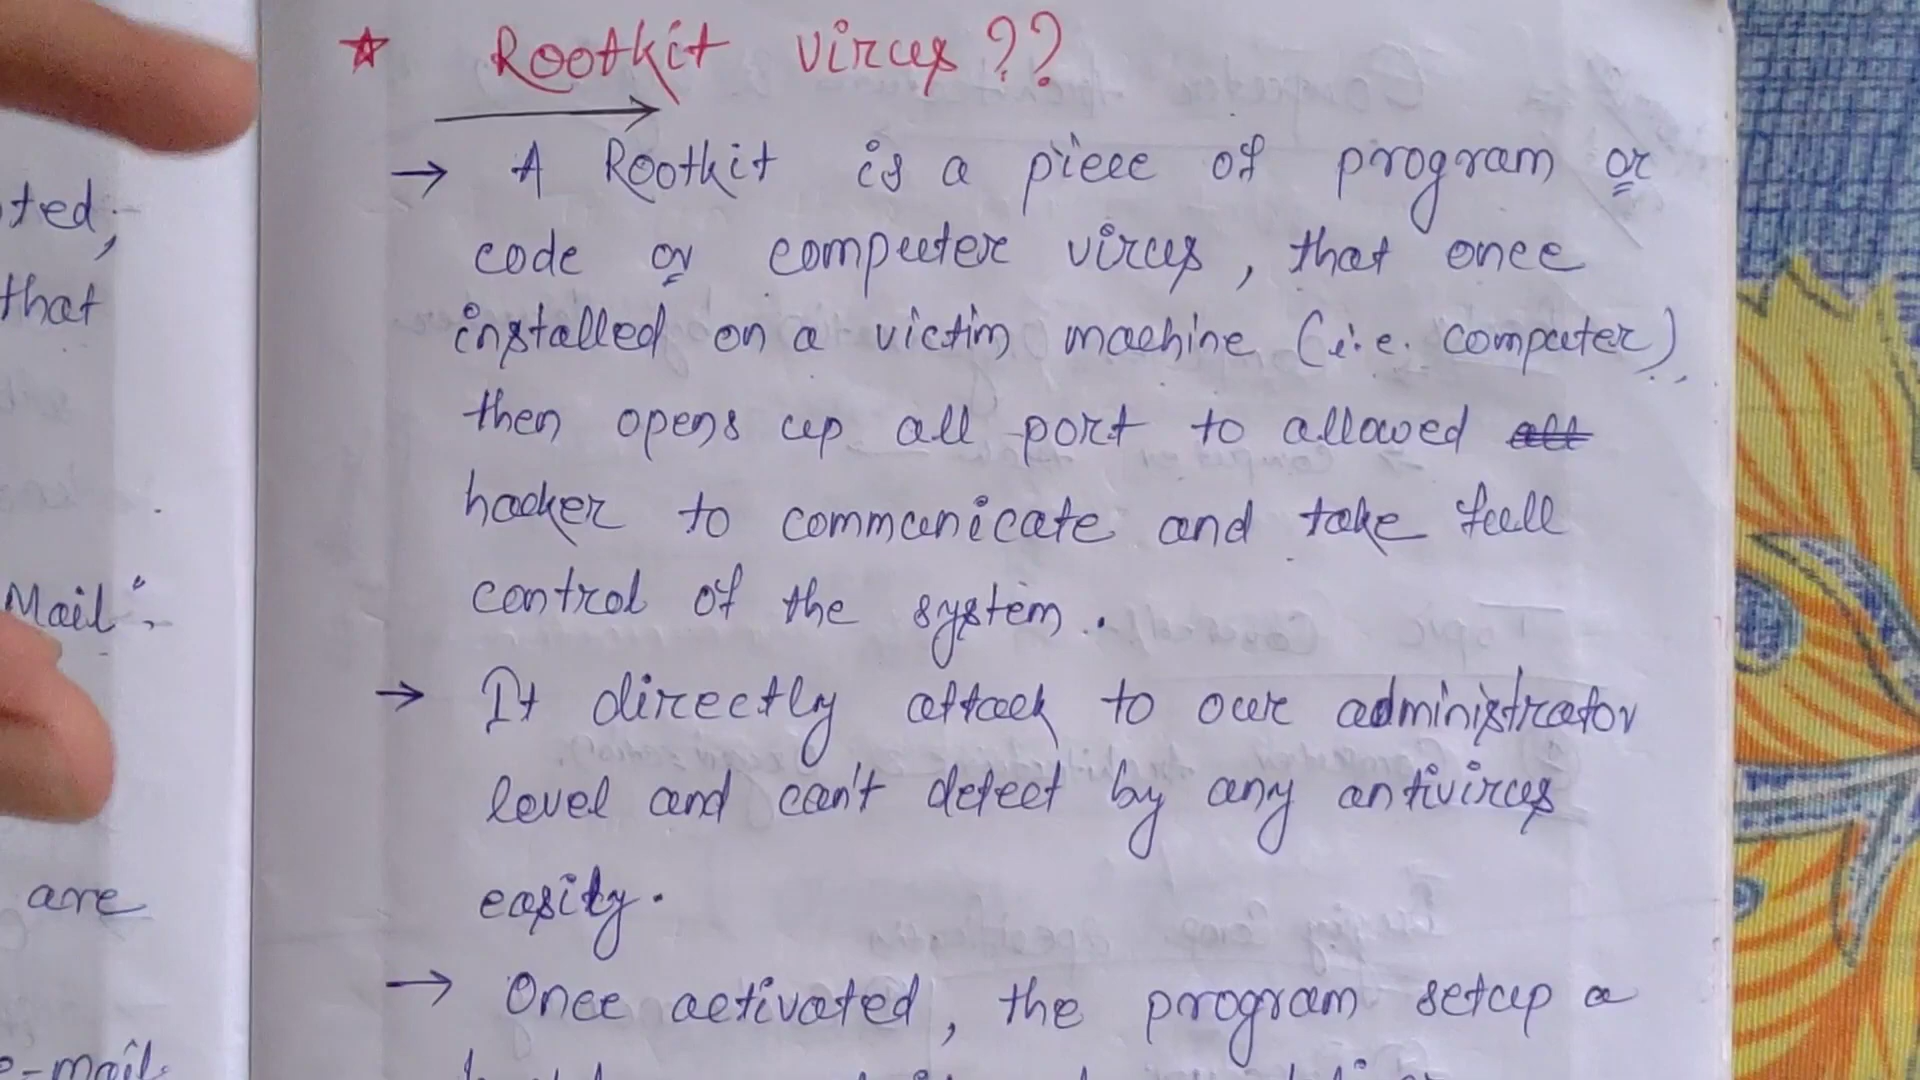 ted,
that
Mail :-
are
e-mail
★ Rootkit virus??
→ A Rootkit is a piece of program or
code or computer virus, that once
installed on a victim machine (i.e. computer),
then opens up all port to allowed all
hacker to communicate and take full
control of the system.
→ It directly attack to our administrator
level and can't detect by any antivirus
easily.
→ Once activated, the program setup a